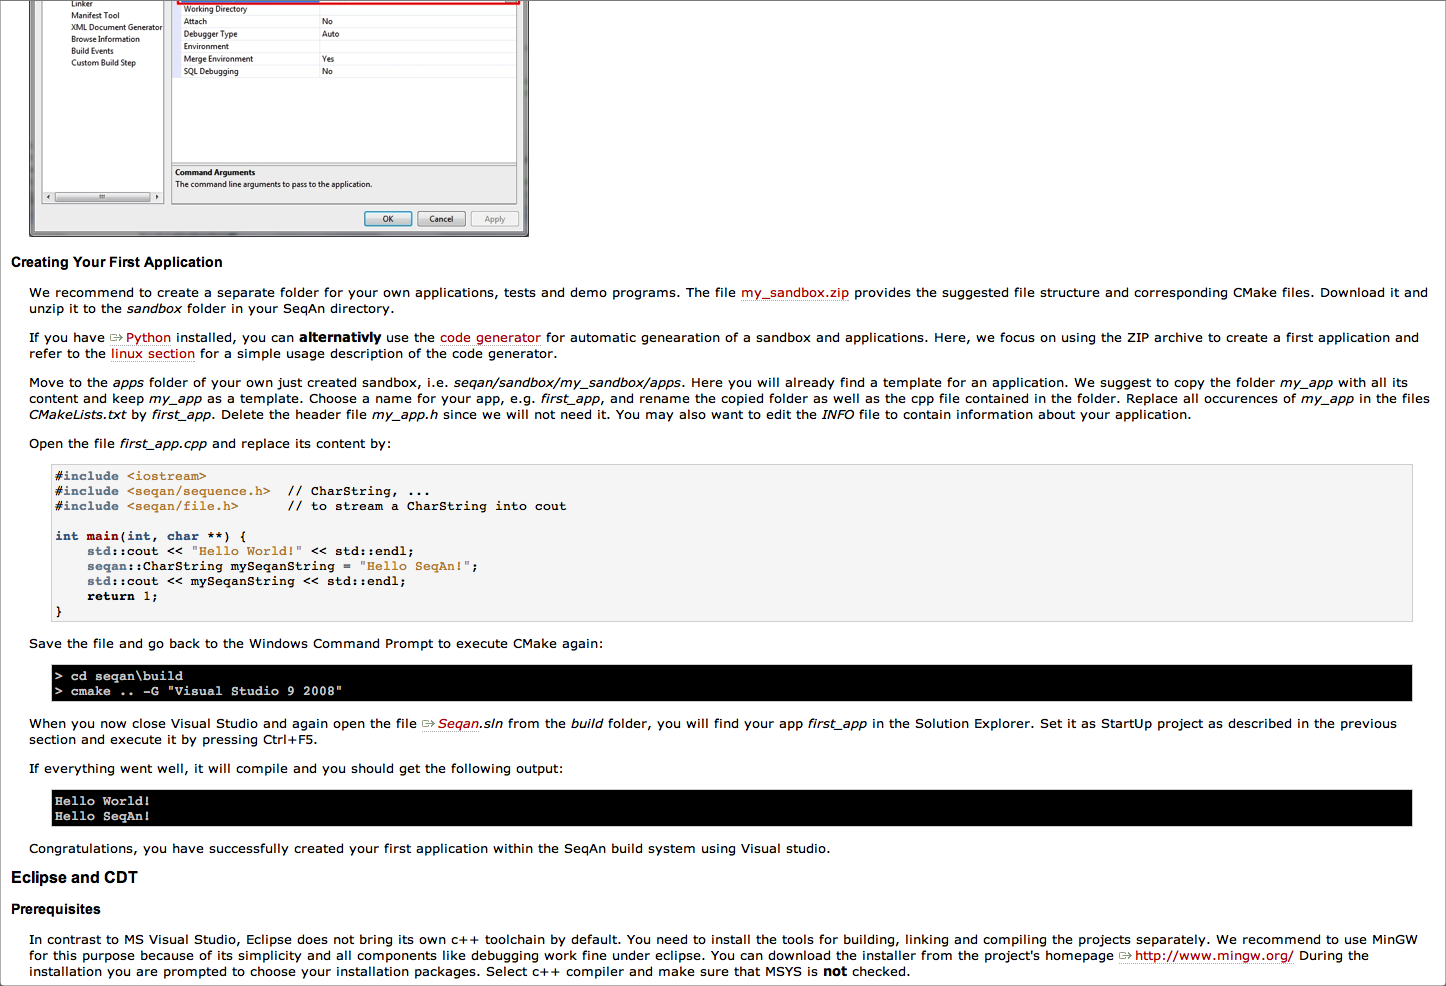 Linker
Manifest Tool
XML Document Generator
Browse Information
Build Events
Custom Build Step
Working Directory
Attach No
Debugger Type Auto
Environment
Merge Environment Yes
SQL Debugging No
Command Arguments
The command line arguments to pass to the application.
OK Cancel Apply
Creating Your First Application
We recommend to create a separate folder for your own applications, tests and demo programs. The file my_sandbox.zip provides the suggested file structure and corresponding CMake files. Download it and
unzip it to the sandbox folder in your SeqAn directory.
If you have Python installed, you can alternativly use the code generator for automatic genearation of a sandbox and applications. Here, we focus on using the ZIP archive to create a first application and
refer to the linux section for a simple usage description of the code generator.
Move to the apps folder of your own just created sandbox, i.e. seqan/sandbox/my_sandbox/apps. Here you will already find a template for an application. We suggest to copy the folder my_app with all its
content and keep my_app as a template. Choose a name for your app, e.g. first_app, and rename the copied folder as well as the cpp file contained in the folder. Replace all occurences of my_app in the files
CMakeLists.txt by first_app. Delete the header file my_app.h since we will not need it. You may also want to edit the INFO file to contain information about your application.
Open the file first_app.cpp and replace its content by:
#include <iostream>
#include <seqan/sequence.h>  // CharString, ...
#include <seqan/file.h>      // to stream a CharString into cout
int main(int, char **) {
    std::cout << "Hello World!" << std::endl;
    seqan::CharString mySeqanString = "Hello SeqAn!";
    std::cout << mySeqanString << std::endl;
    return 1;
}
Save the file and go back to the Windows Command Prompt to execute CMake again:
> cd seqan\build
> cmake .. -G "Visual Studio 9 2008"
When you now close Visual Studio and again open the file Seqan.sln from the build folder, you will find your app first_app in the Solution Explorer. Set it as StartUp project as described in the previous
section and execute it by pressing Ctrl+F5.
If everything went well, it will compile and you should get the following output:
Hello World!
Hello SeqAn!
Congratulations, you have successfully created your first application within the SeqAn build system using Visual studio.
Eclipse and CDT
Prerequisites
In contrast to MS Visual Studio, Eclipse does not bring its own c++ toolchain by default. You need to install the tools for building, linking and compiling the projects separately. We recommend to use MinGW
for this purpose because of its simplicity and all components like debugging work fine under eclipse. You can download the installer from the project's homepage http://www.mingw.org/ During the
installation you are prompted to choose your installation packages. Select c++ compiler and make sure that MSYS is not checked.